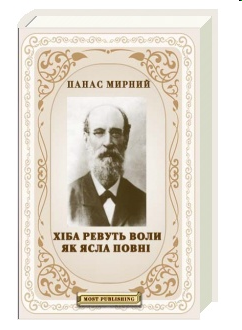 ПАНАС МИРНИЙ
ХІБА РЕВУТЬ ВОЛИ
ЯК ЯСЛА ПОВНІ
MOST PUBLISHING